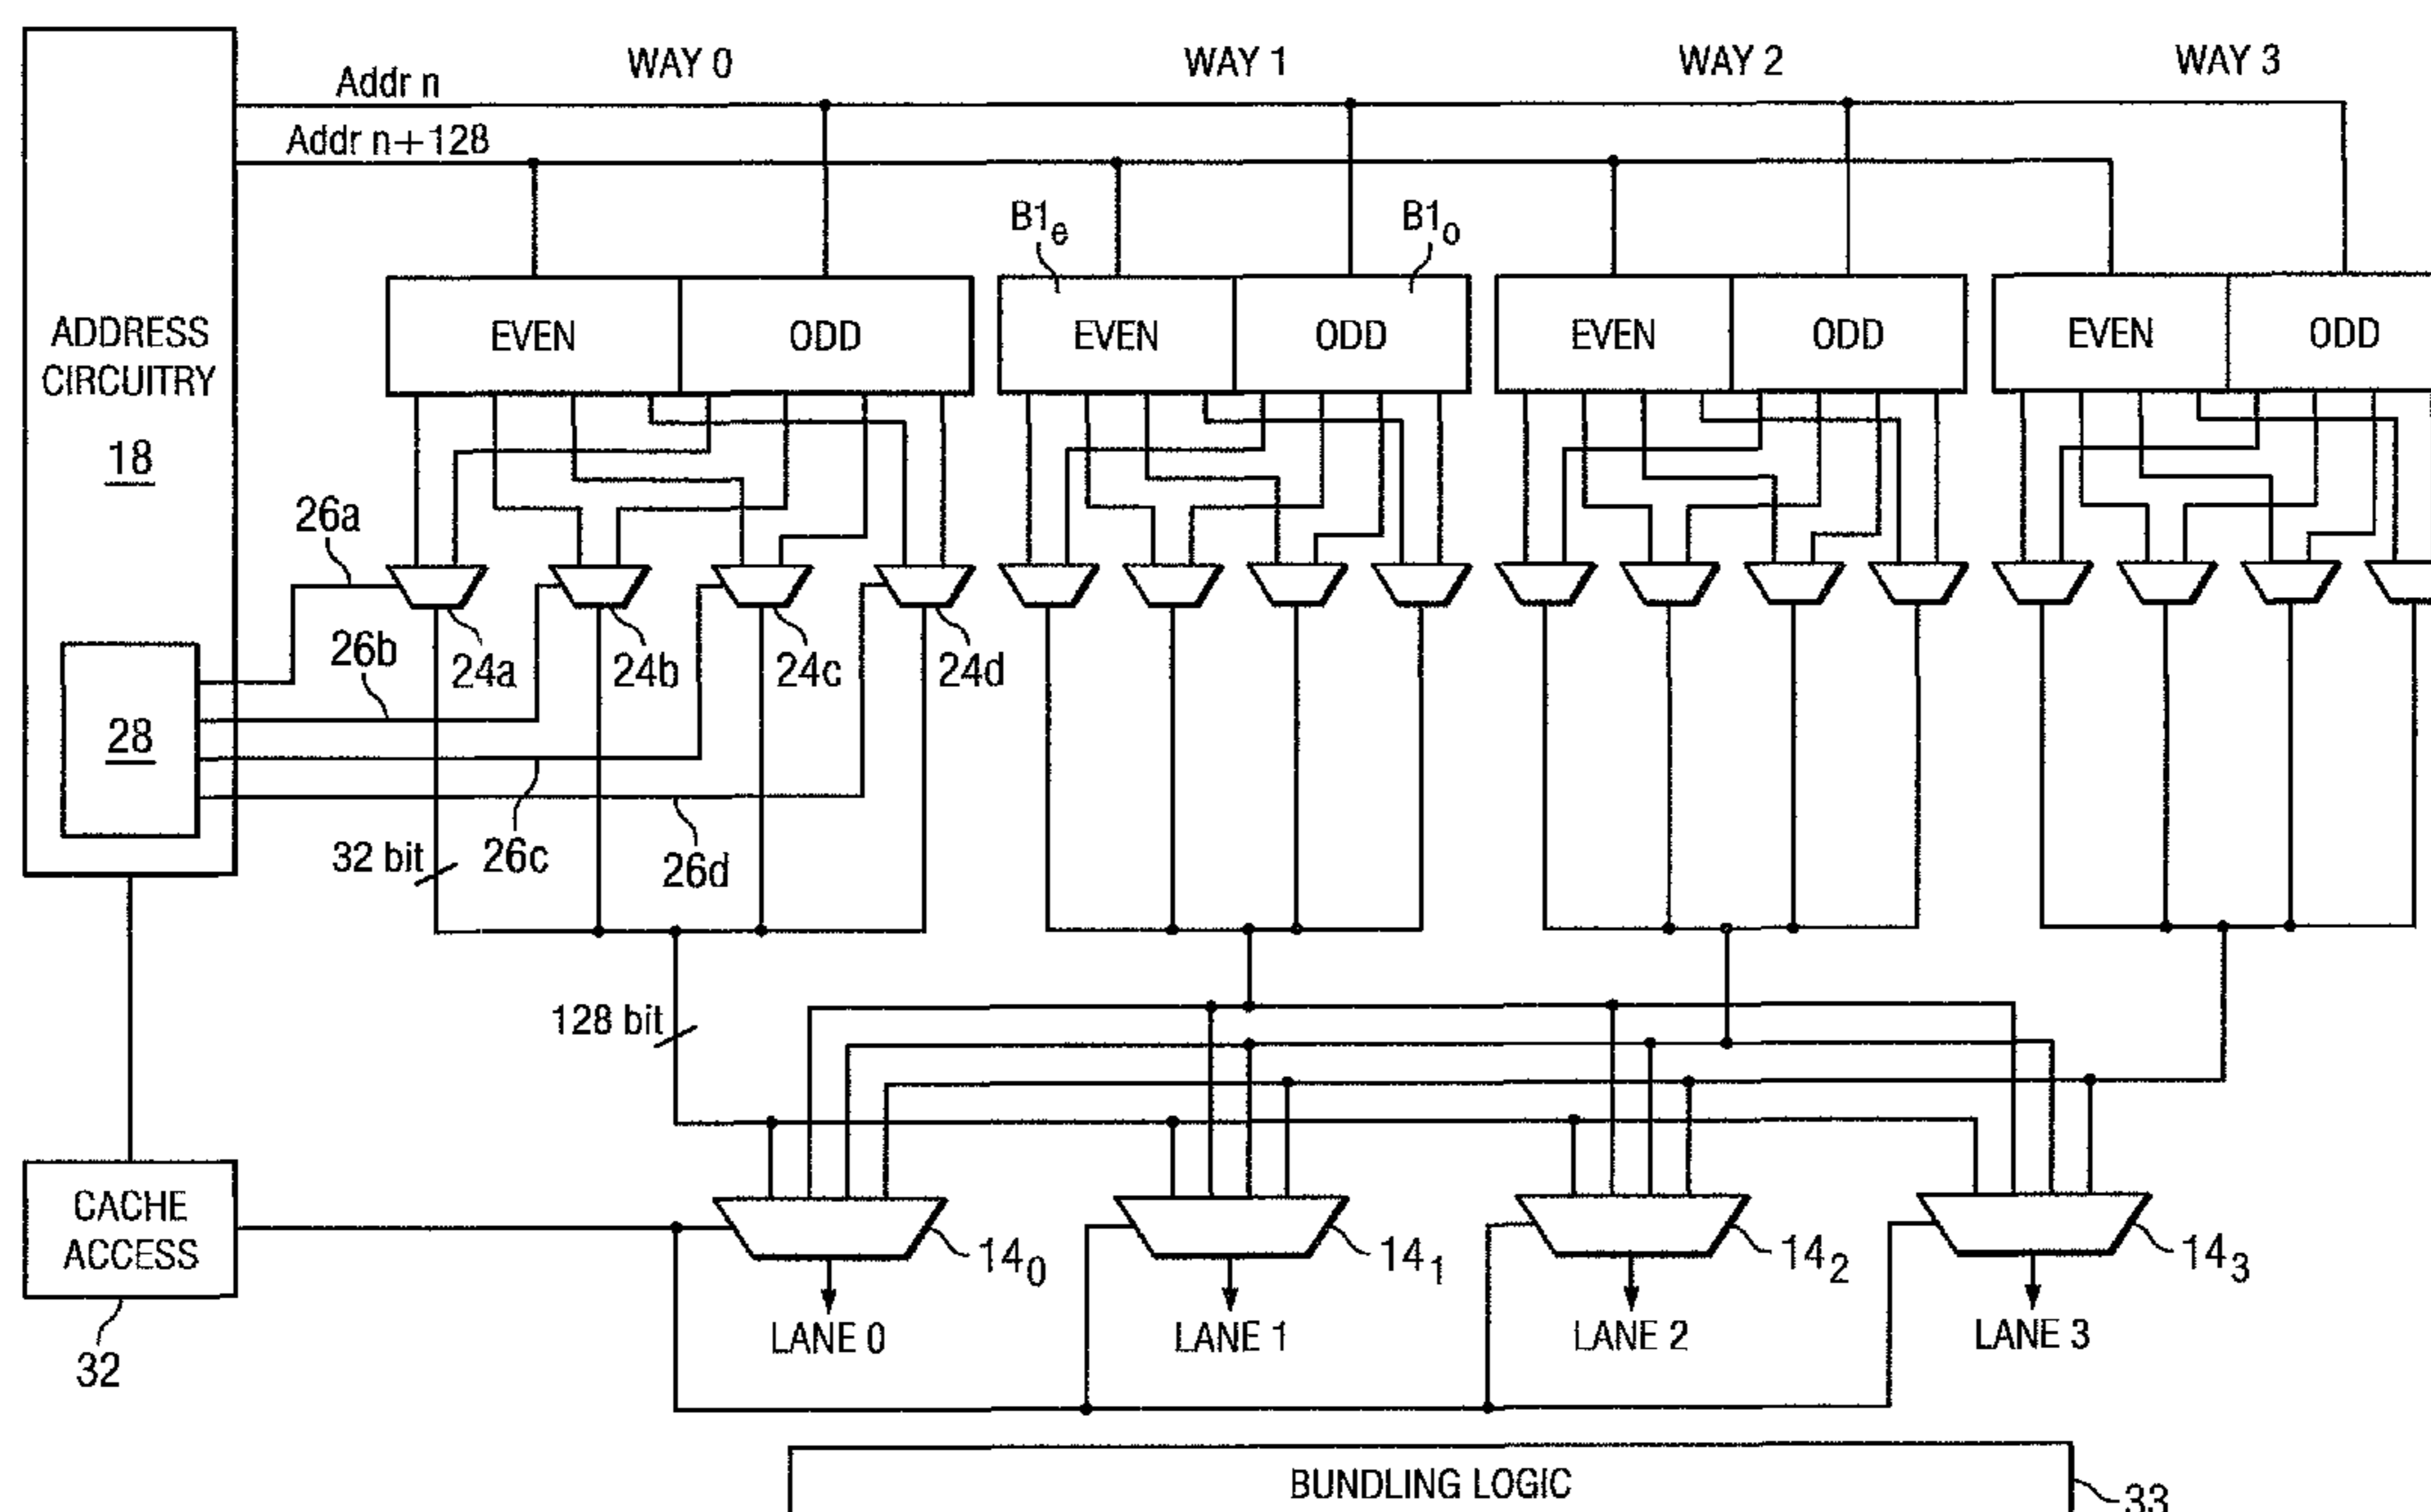 WAY 0 WAY 1 WAY 2 WAY 3
Addr n
Addr n+128
B1e B1o
ADDRESS
CIRCUITRY
18
EVEN ODD EVEN ODD EVEN ODD EVEN ODD
26a
26b 24a 24b 24c 24d
28
32 bit 26c 26d
128 bit
CACHE
ACCESS
32
140 141 142 143
LANE 0 LANE 1 LANE 2 LANE 3
BUNDLING LOGIC
33